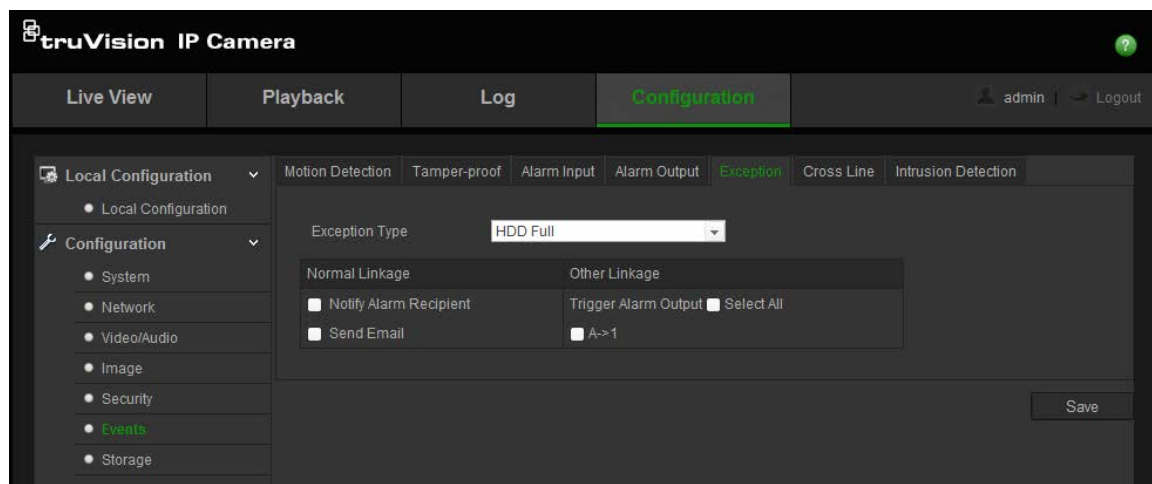 truVision IP Camera
?
Live View Playback Log Configuration admin Logout
Local Configuration
Local Configuration
Configuration
System
Network
Video/Audio
Image
Security
Events
Storage
Motion Detection Tamper-proof Alarm Input Alarm Output Exception Cross Line Intrusion Detection
Exception Type HDD Full
Normal Linkage Other Linkage
Notify Alarm Recipient Trigger Alarm Output Select All
Send Email A->1
Save